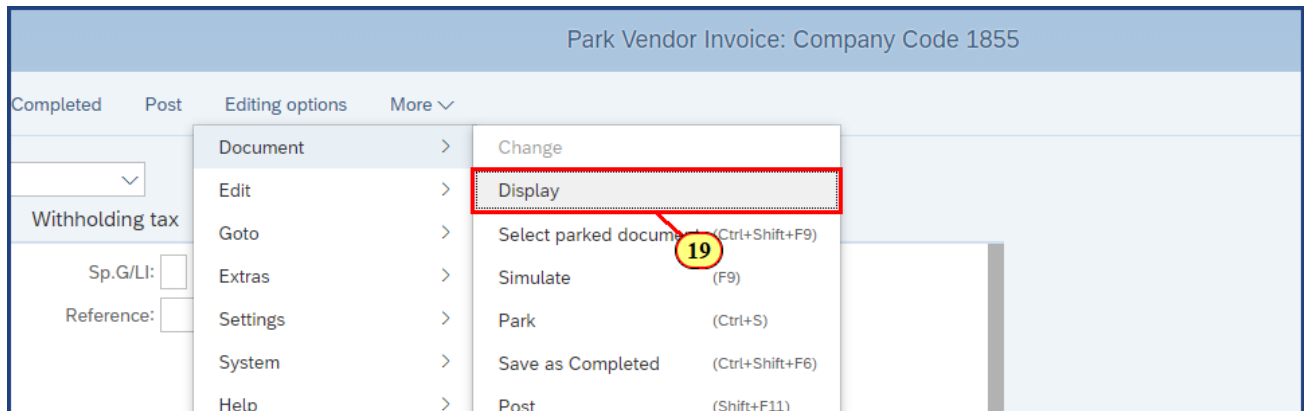 Park Vendor Invoice: Company Code 1855
Completed Post Editing options More
Document Change
Edit Display
Withholding tax Goto Select parked document (Ctrl+Shift+F9)
19
Sp.G/LI: Extras Simulate (F9)
Reference: Settings Park (Ctrl+S)
System Save as Completed (Ctrl+Shift+F6)
Help Post (Shift+F11)